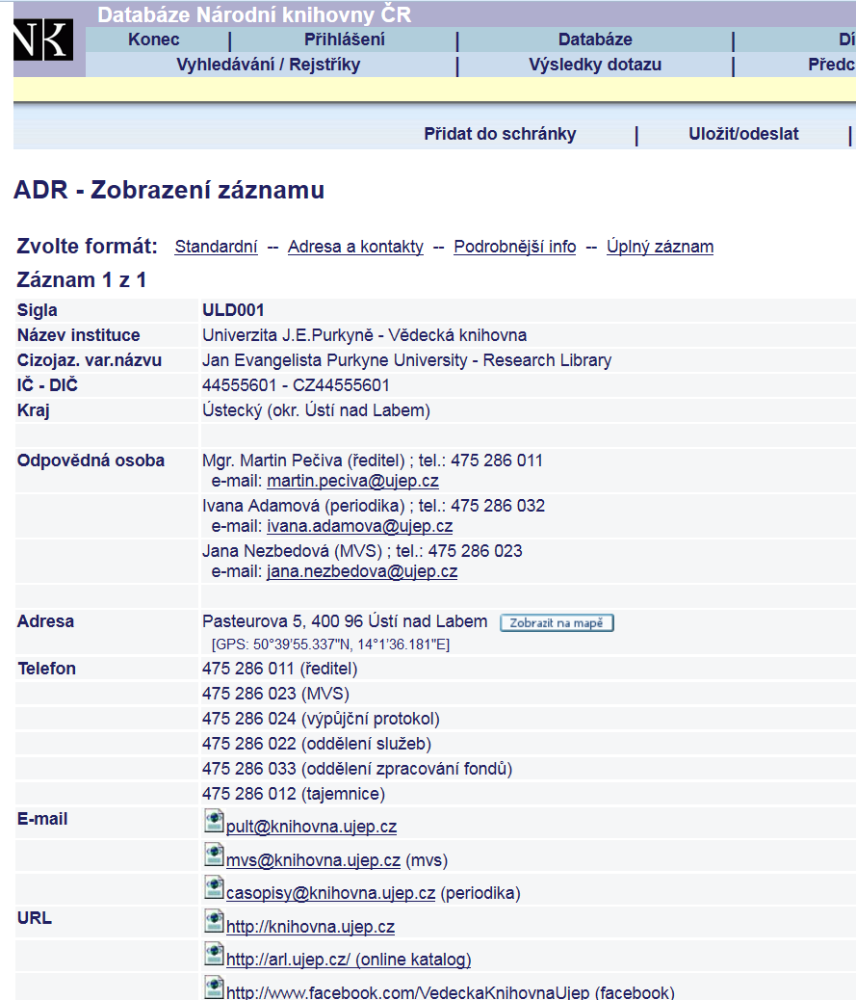 NK
Databáze Národní knihovny ČR
Konec | Přihlášení | Databáze |
Vyhledávání / Rejstříky | Výsledky dotazu |
Přidat do schránky | Uložit/odeslat |
ADR - Zobrazení záznamu
Zvolte formát: Standardní -- Adresa a kontakty -- Podrobnější info -- Úplný záznam
Záznam 1 z 1
Sigla ULD001
Název instituce Univerzita J.E.Purkyně - Vědecká knihovna
Cizojaz. var.názvu Jan Evangelista Purkyne University - Research Library
IČ - DIČ 44555601 - CZ44555601
Kraj Ústecký (okr. Ústí nad Labem)
Odpovědná osoba Mgr. Martin Pečiva (ředitel) ; tel.: 475 286 011
e-mail: martin.peciva@ujep.cz
Ivana Adamová (periodika) ; tel.: 475 286 032
e-mail: ivana.adamova@ujep.cz
Jana Nezbedová (MVS) ; tel.: 475 286 023
e-mail: jana.nezbedova@ujep.cz
Adresa Pasteurova 5, 400 96 Ústí nad Labem Zobrazit na mapě
[GPS: 50°39'55.337"N, 14°1'36.181"E]
Telefon 475 286 011 (ředitel)
475 286 023 (MVS)
475 286 024 (výpůjční protokol)
475 286 022 (oddělení služeb)
475 286 033 (oddělení zpracování fondů)
475 286 012 (tajemnice)
E-mail pult@knihovna.ujep.cz
mvs@knihovna.ujep.cz (mvs)
casopisy@knihovna.ujep.cz (periodika)
URL http://knihovna.ujep.cz
http://arl.ujep.cz/ (online katalog)
http://www.facebook.com/VedeckaKnihovnaUjep (facebook)